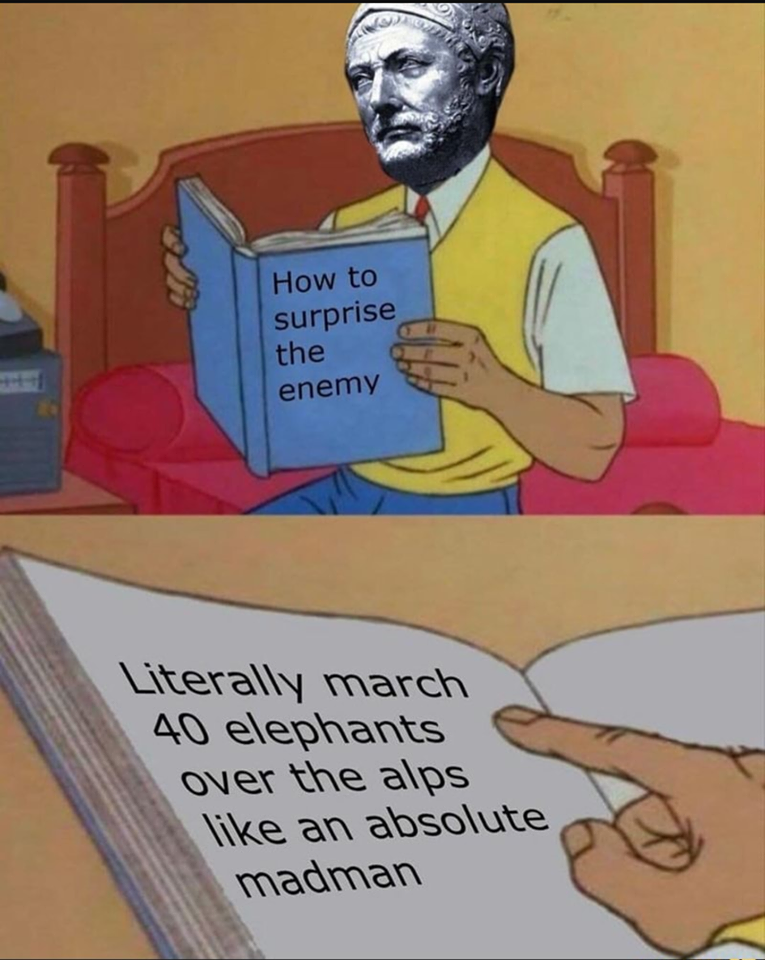 How to
surprise
the
enemy
Literally march
40 elephants
over the alps
like an absolute
madman